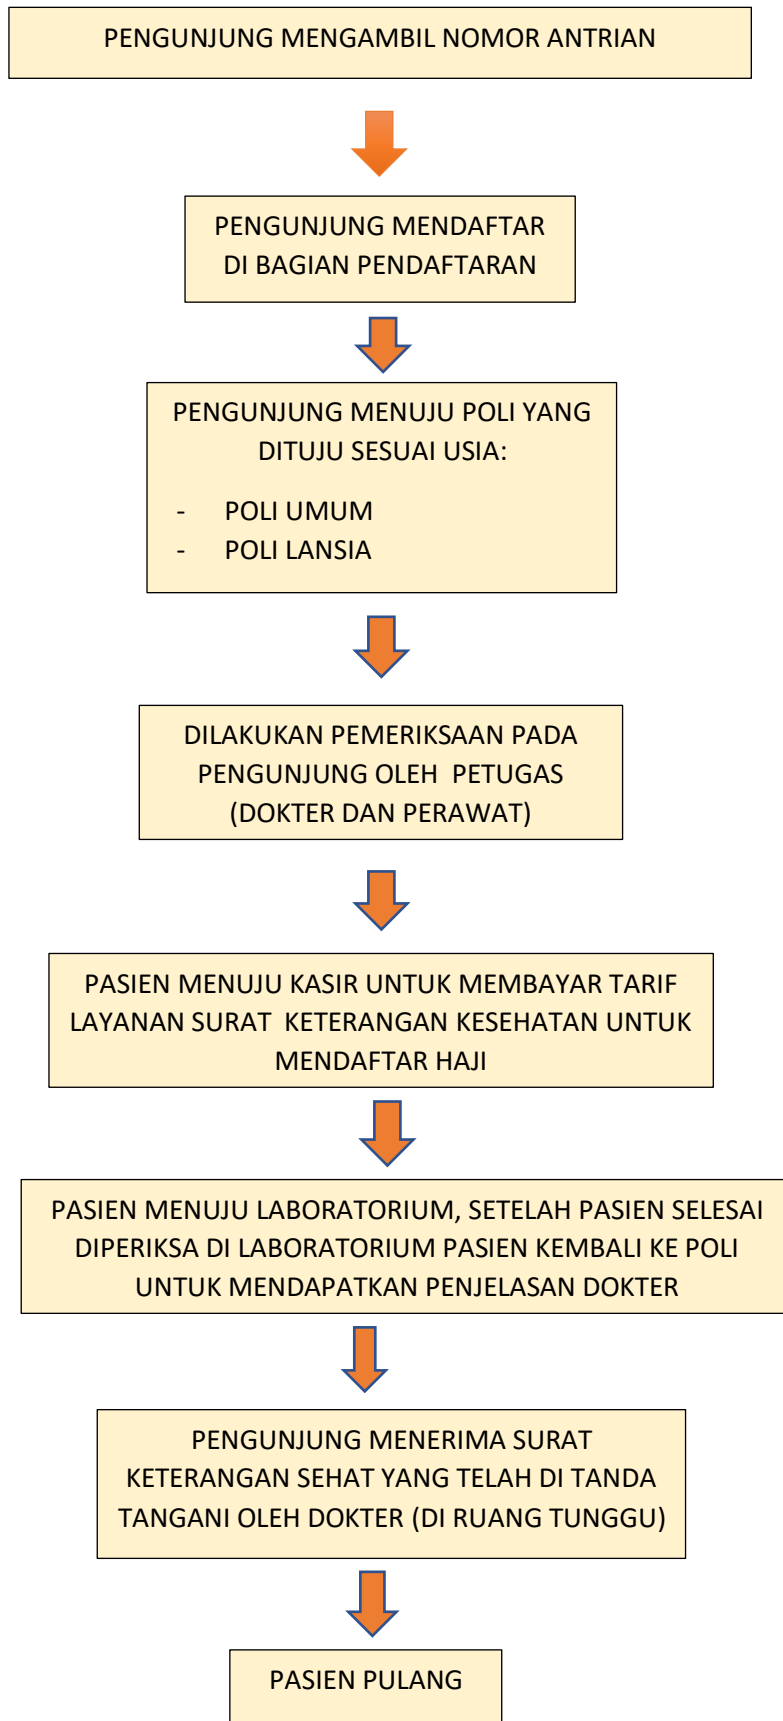 PENGUNJUNG MENGAMBIL NOMOR ANTRIAN
PENGUNJUNG MENDAFTAR
DI BAGIAN PENDAFTARAN
PENGUNJUNG MENUJU POLI YANG
DITUJU SESUAI USIA:
- POLI UMUM
- POLI LANSIA
DILAKUKAN PEMERIKSAAN PADA
PENGUNJUNG OLEH PETUGAS
(DOKTER DAN PERAWAT)
PASIEN MENUJU KASIR UNTUK MEMBAYAR TARIF
LAYANAN SURAT KETERANGAN KESEHATAN UNTUK
MENDAFTAR HAJI
PASIEN MENUJU LABORATORIUM, SETELAH PASIEN SELESAI
DIPERIKSA DI LABORATORIUM PASIEN KEMBALI KE POLI
UNTUK MENDAPATKAN PENJELASAN DOKTER
PENGUNJUNG MENERIMA SURAT
KETERANGAN SEHAT YANG TELAH DI TANDA
TANGANI OLEH DOKTER (DI RUANG TUNGGU)
PASIEN PULANG